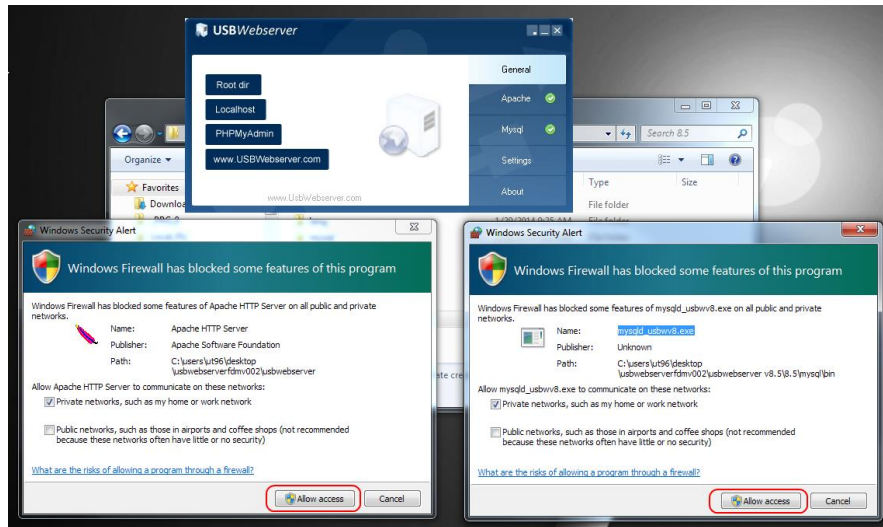 USBWebserver
General
Root dir
Apache
Localhost
PHPMyAdmin
Mysql
Search 8.5
www.USBWebserver.com
Settings
Organize
Type
Size
Favorites
www.UsbWebserver.com
About
File folder
Downloa
1/29/2014 9:25 AM
File folder
Windows Security Alert
Windows Firewall has blocked some features of this program
Windows Firewall has blocked some features of Apache HTTP Server on all public and private
networks.
Name: Apache HTTP Server
Publisher: Apache Software Foundation
Path: C:\users\ut96\desktop
\usbwebserverfdmv002\usbwebserver
Allow Apache HTTP Server to communicate on these networks:
Private networks, such as my home or work network
Public networks, such as those in airports and coffee shops (not recommended
because these networks often have little or no security)
What are the risks of allowing a program through a firewall?
Allow access
Cancel
ate cre
Windows Security Alert
Windows Firewall has blocked some features of this program
Windows Firewall has blocked some features of mysqld_usbwv8.exe on all public and private
networks.
Name: mysqld_usbwv8.exe
Publisher: Unknown
Path: C:\users\ut96\desktop
\usbwebserverfdmv002\usbwebserver v8.5\8.5\mysql\bin
Allow mysqld_usbwv8.exe to communicate on these networks:
Private networks, such as my home or work network
Public networks, such as those in airports and coffee shops (not recommended
because these networks often have little or no security)
What are the risks of allowing a program through a firewall?
Allow access
Cancel